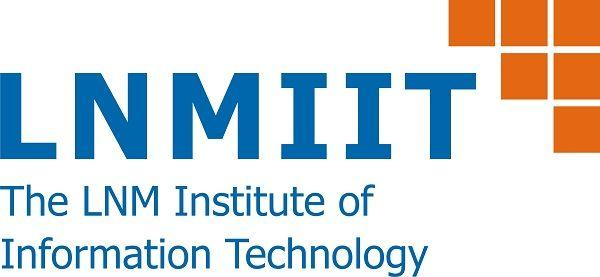 LNMIIT
The LNM Institute of
Information Technology